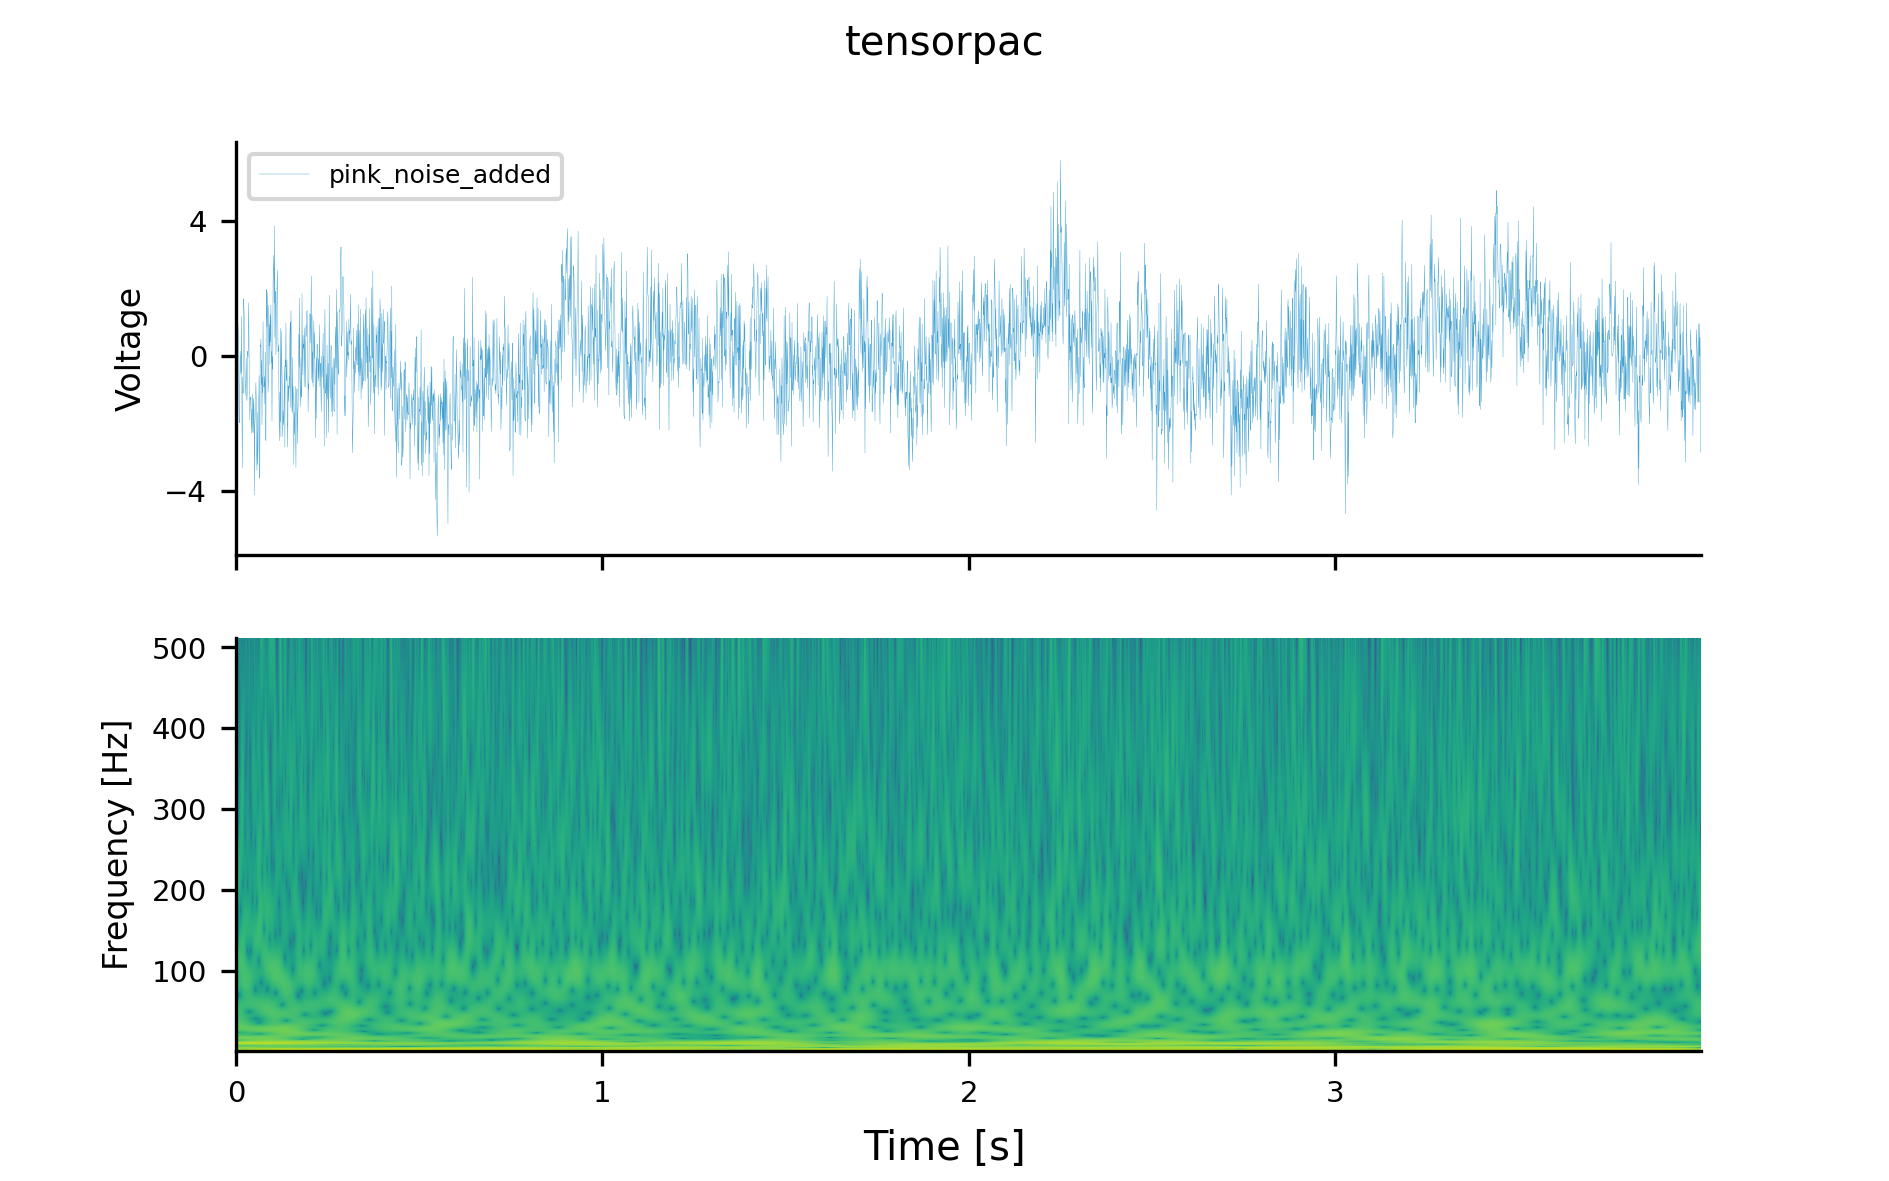 tensorpac
pink_noise_added
Voltage
4
0
−4
Frequency [Hz]
500
400
300
200
100
0 1 2 3
Time [s]